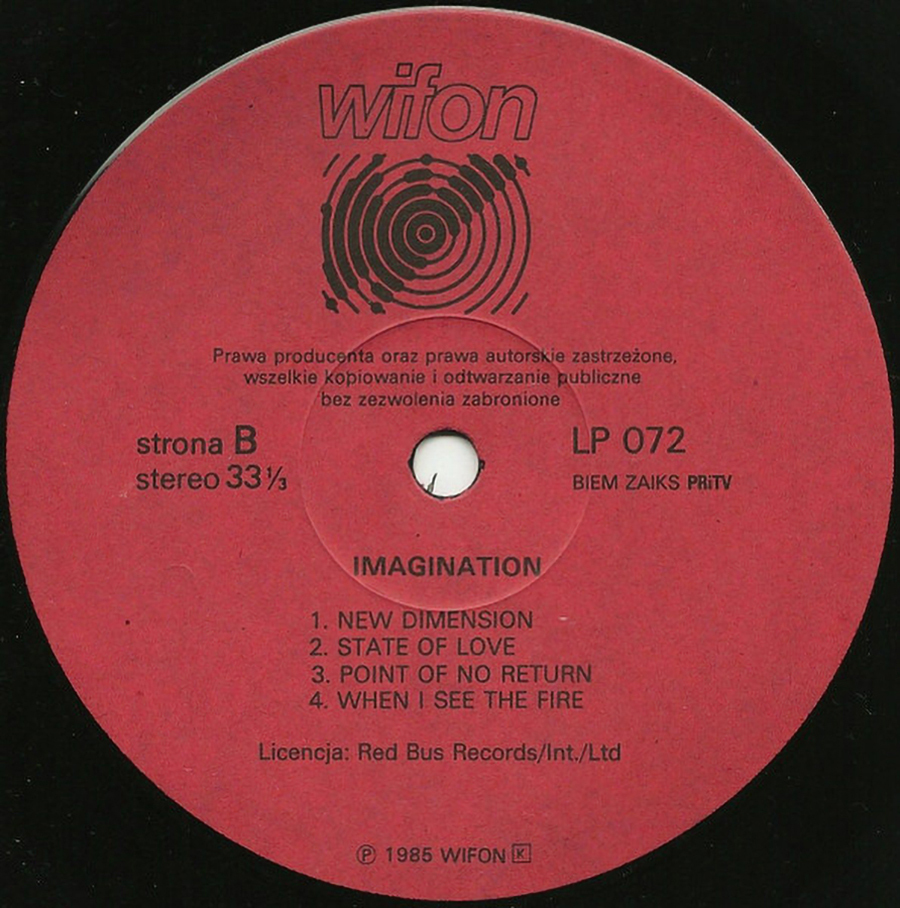 wifon
Prawa producenta oraz prawa autorskie zastrzeżone,
wszelkie kopiowanie i odtwarzanie publiczne
bez zezwolenia zabronione
strona B
stereo 33 ⅓
LP 072
BIEM ZAIKS PRiTV
IMAGINATION
1. NEW DIMENSION
2. STATE OF LOVE
3. POINT OF NO RETURN
4. WHEN I SEE THE FIRE
Licencja: Red Bus Records/Int./Ltd
Ⓟ 1985 WIFON K